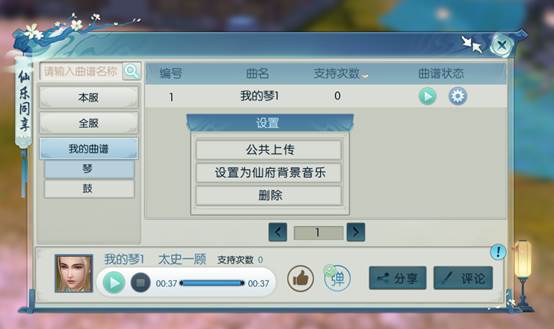 仙乐同享
请输入曲谱名称
本服
全服
我的曲谱
琴
鼓
编号 曲名 支持次数 曲谱状态
1 我的琴1 0
设置
公共上传
设置为仙府背景音乐
删除
1
我的琴1 太史一顾 支持次数 0
00:37 00:37
弹
分享
评论